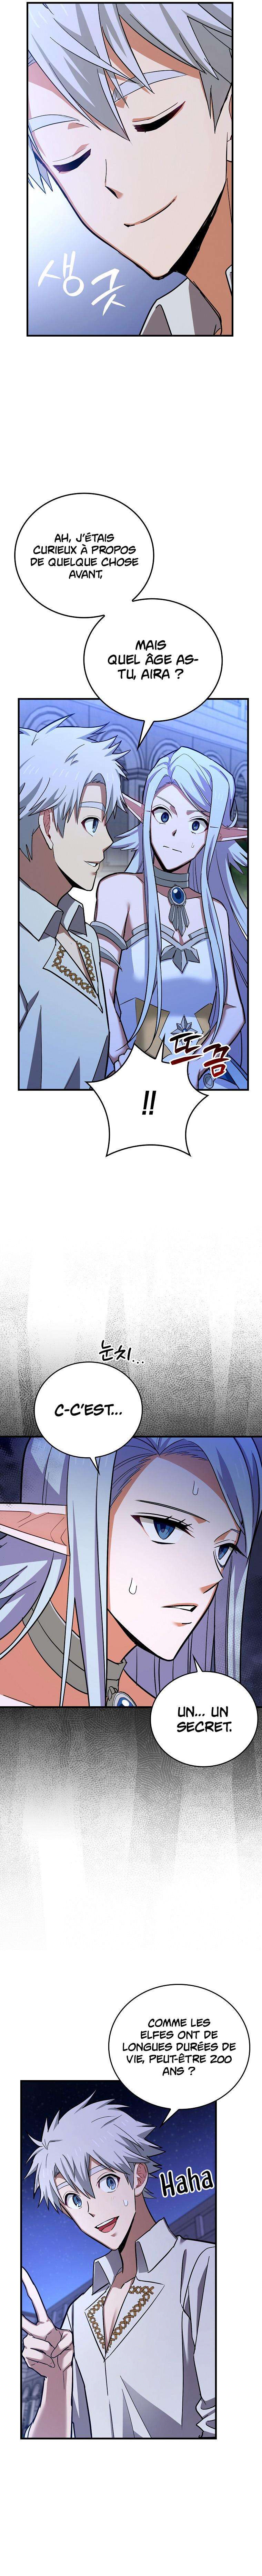 생긋
AH, J'ÉTAIS
CURIEUX À PROPOS
DE QUELQUE CHOSE
AVANT,
MAIS
QUEL ÂGE AS-
TU, AIRA ?
뜨끔
!!
눈치...
C-C'EST...
UN... UN
SECRET.
COMME LES
ELFES ONT DE
LONGUES DURÉES DE
VIE, PEUT-ÊTRE 200
ANS ?
Haha